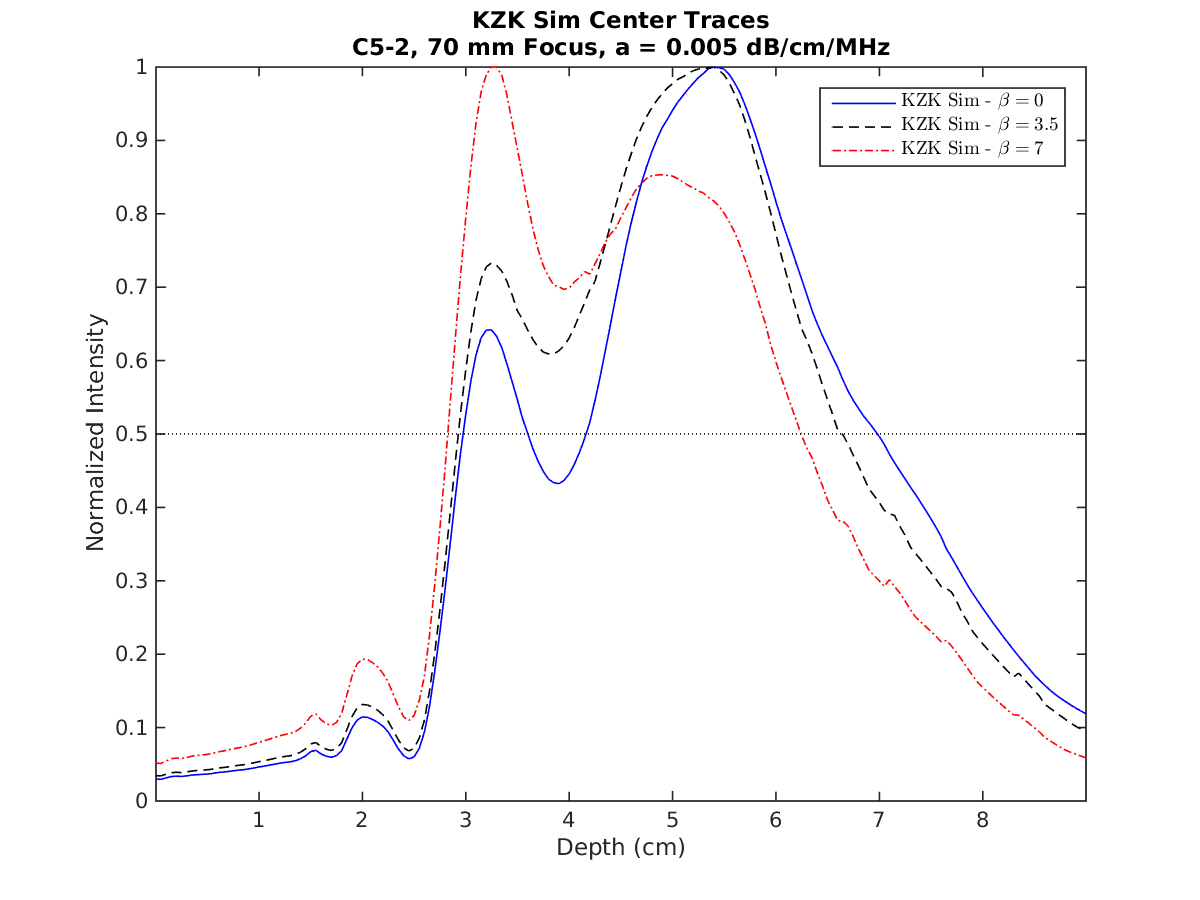 KZK Sim Center Traces
C5-2, 70 mm Focus, a = 0.005 dB/cm/MHz
1
0.9
0.8
0.7
0.6
0.5
0.4
0.3
0.2
0.1
0
Normalized Intensity
KZK Sim - β = 0
KZK Sim - β = 3.5
KZK Sim - β = 7
1 2 3 4 5 6 7 8
Depth (cm)